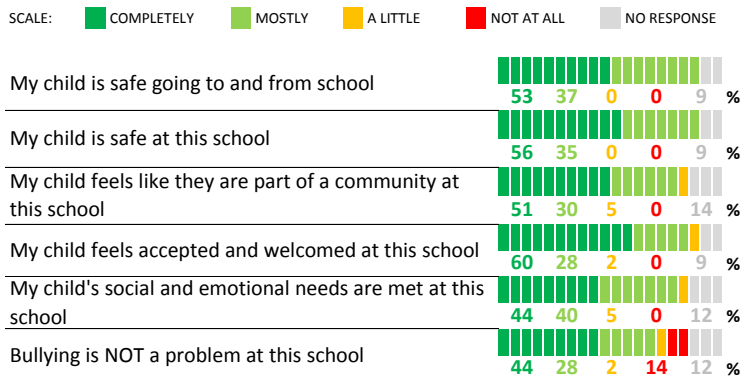 SCALE: COMPLETELY MOSTLY A LITTLE NOT AT ALL NO RESPONSE
My child is safe going to and from school
53 37 0 0 9 %
My child is safe at this school
56 35 0 0 9 %
My child feels like they are part of a community at
this school
51 30 5 0 14 %
My child feels accepted and welcomed at this school
60 28 2 0 9 %
My child's social and emotional needs are met at this
school
44 40 5 0 12 %
Bullying is NOT a problem at this school
44 28 2 14 12 %